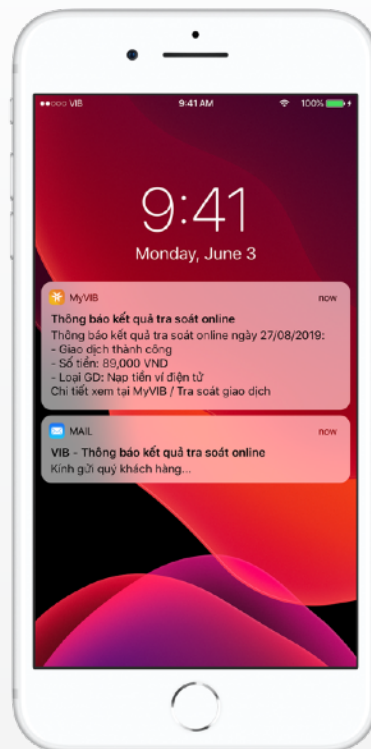 VIB
9:41 AM
100%
9:41
Monday, June 3
MyVIB
now
Thông báo kết quả tra soát online
Thông báo kết quả tra soát online ngày 27/08/2019:
- Giao dịch thành công
- Số tiền: 89,000 VND
- Loại GD: Nạp tiền ví điện tử
Chi tiết xem tại MyVIB / Tra soát giao dịch
MAIL
now
VIB - Thông báo kết quả tra soát online
Kính gửi quý khách hàng...